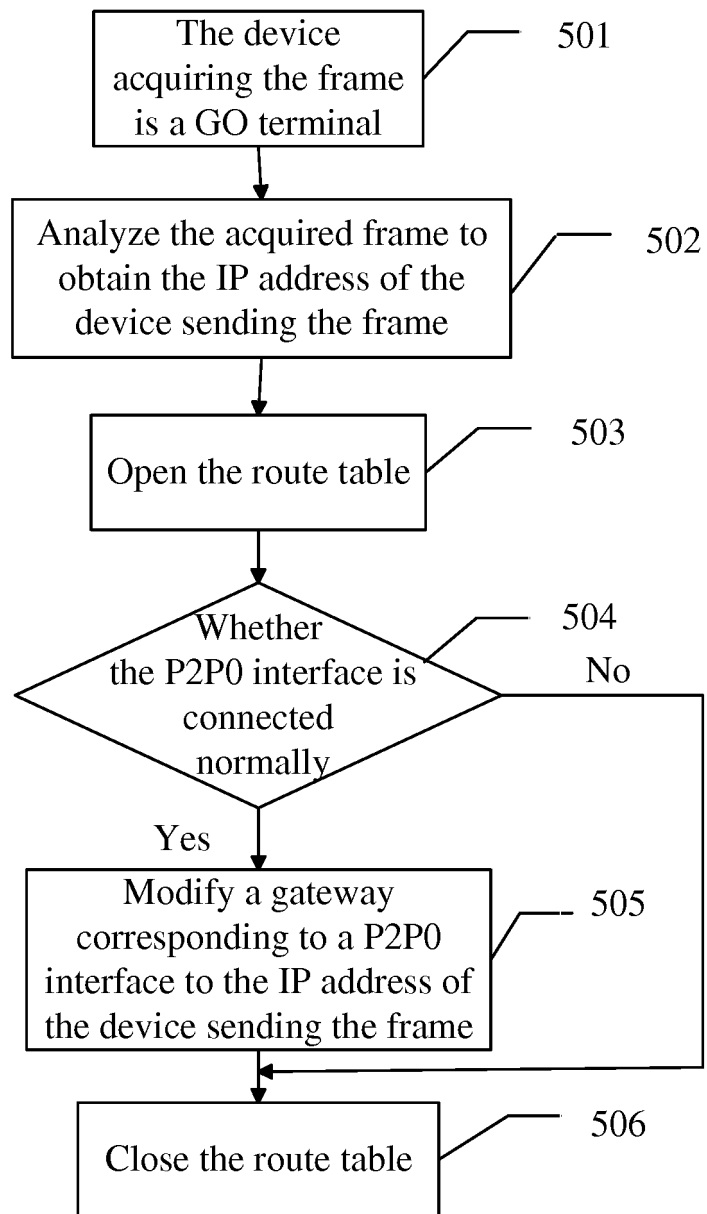 The device
acquiring the frame
is a GO terminal
501
Analyze the acquired frame to
obtain the IP address of the
device sending the frame
502
Open the route table
503
Whether
the P2P0 interface is
connected
normally
504
No
Yes
Modify a gateway
corresponding to a P2P0
interface to the IP address of
the device sending the frame
505
Close the route table
506